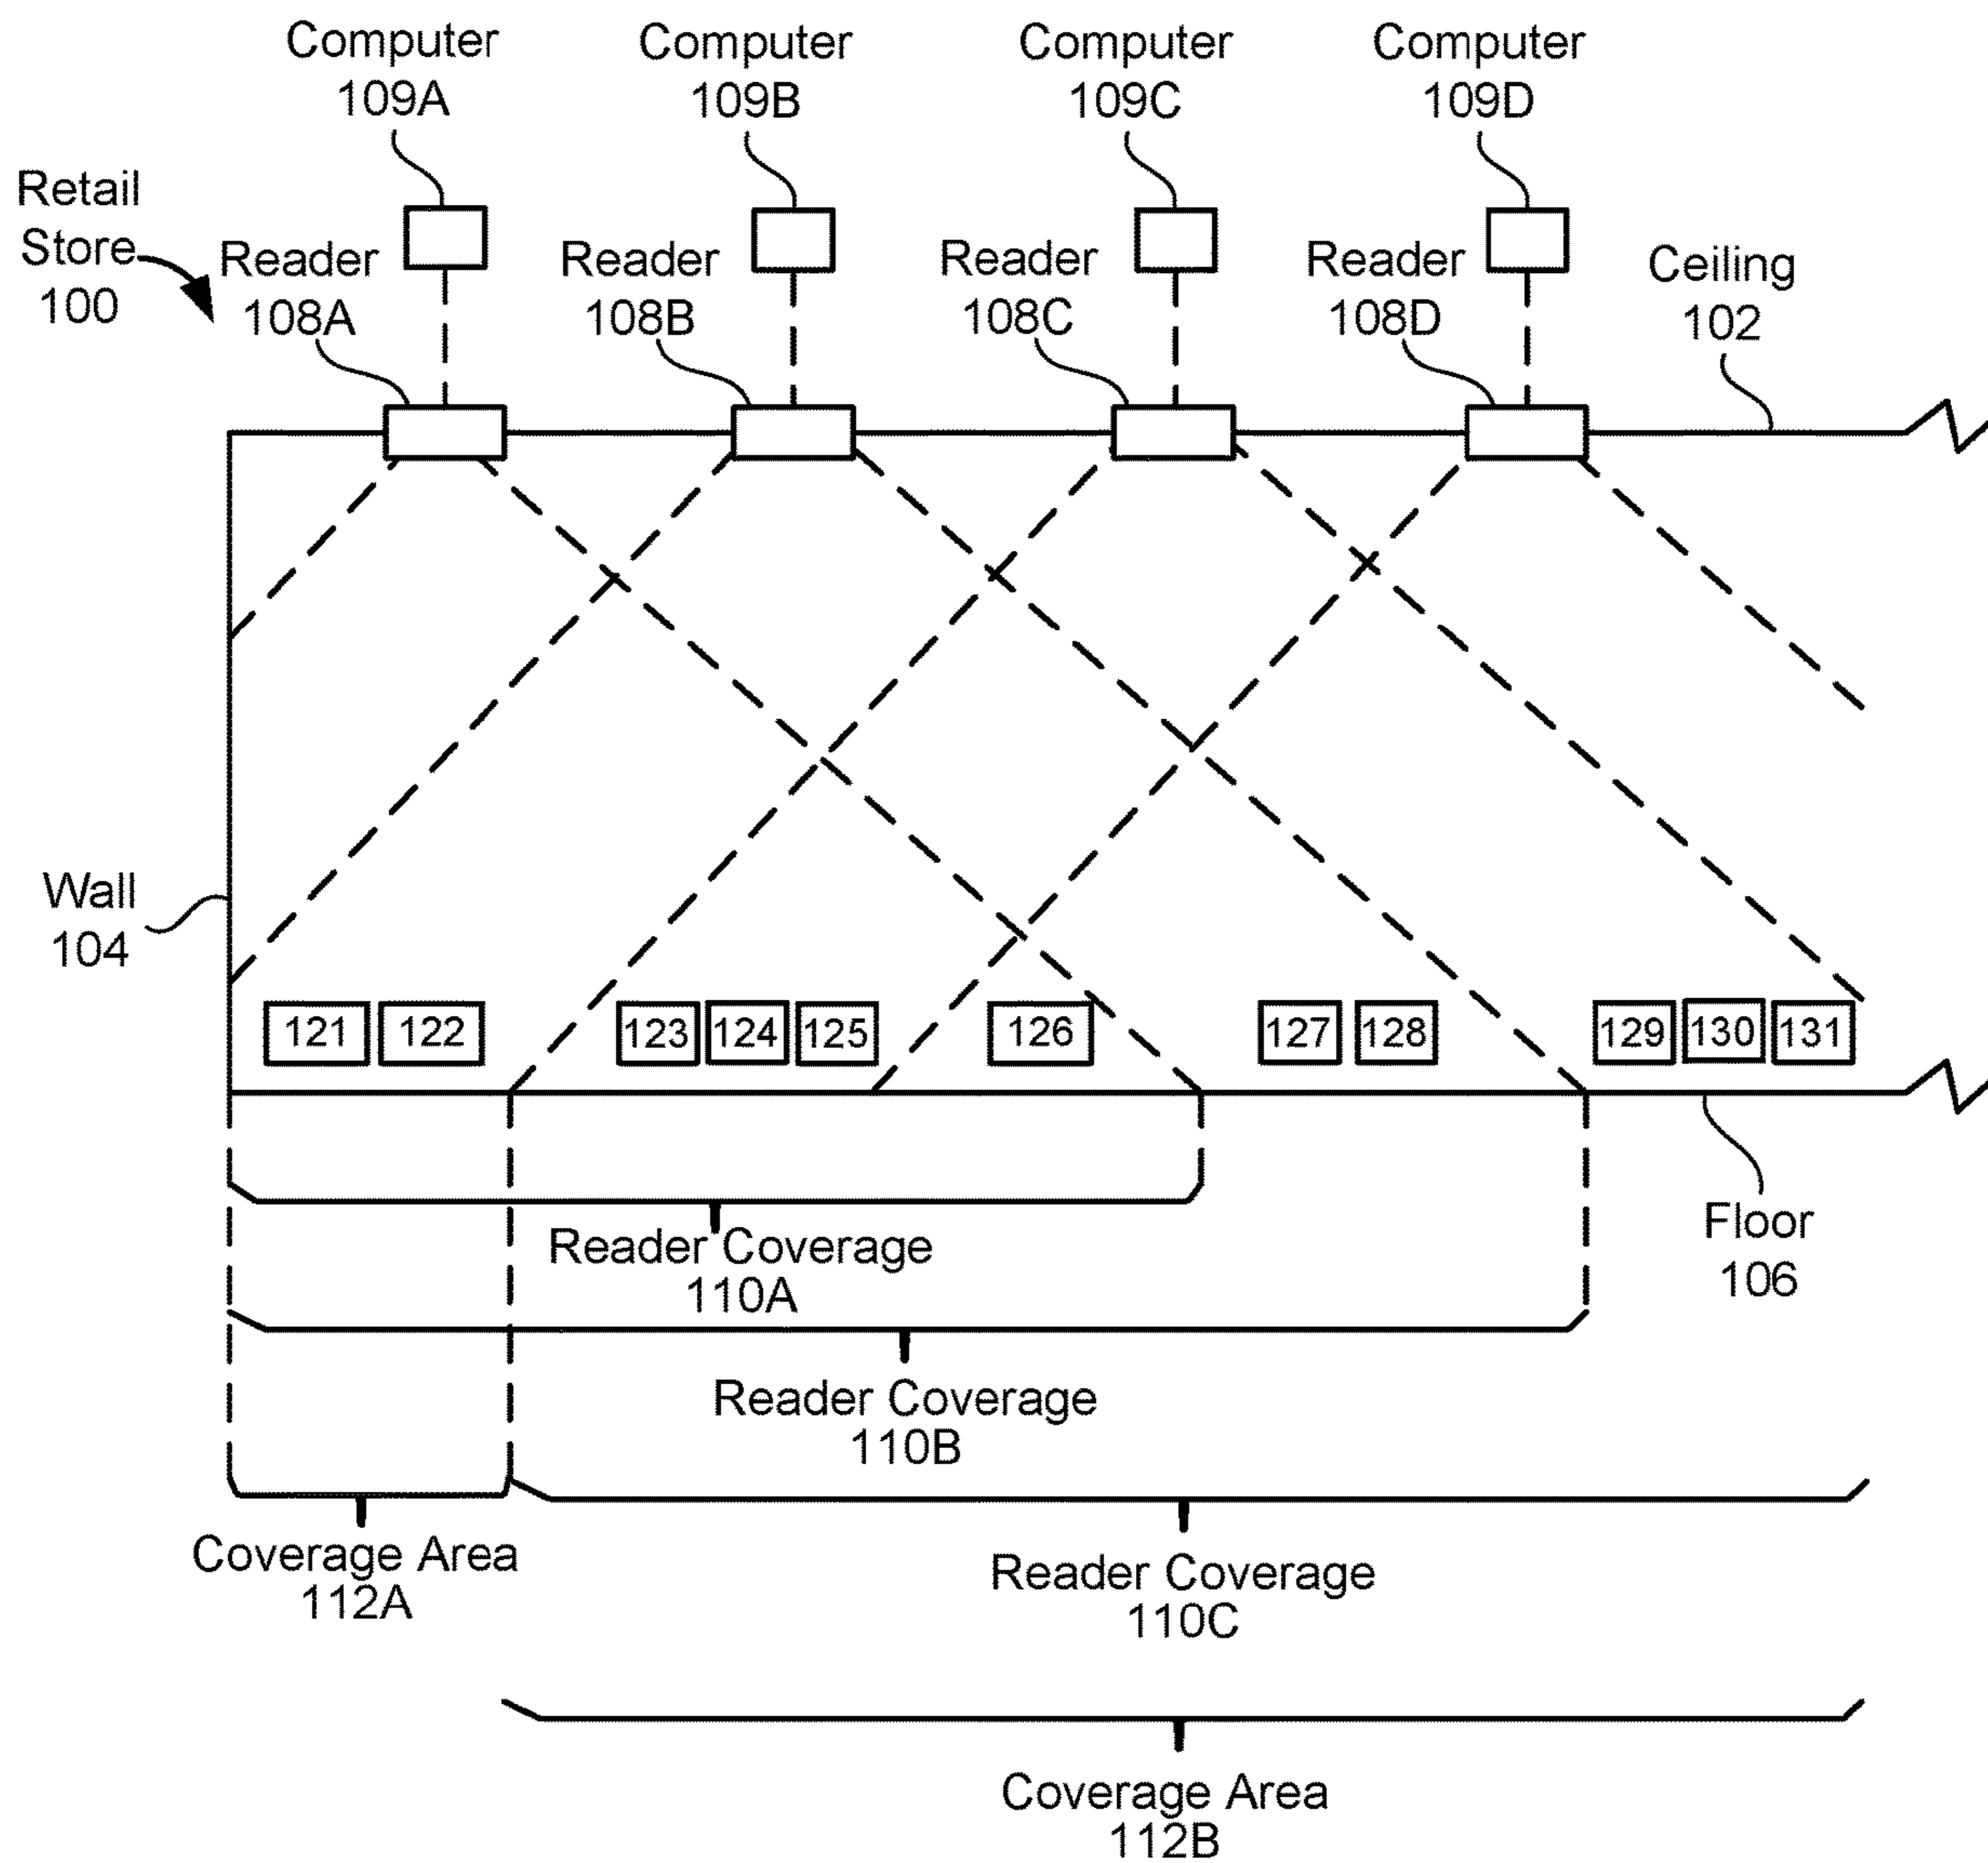 Computer
109A
Computer
109B
Computer
109C
Computer
109D
Retail
Store
100
Reader
108A
Reader
108B
Reader
108C
Reader
108D
Ceiling
102
Wall
104
121
122
123
124
125
126
127
128
129
130
131
Reader Coverage
110A
Floor
106
Reader Coverage
110B
Coverage Area
112A
Reader Coverage
110C
Coverage Area
112B